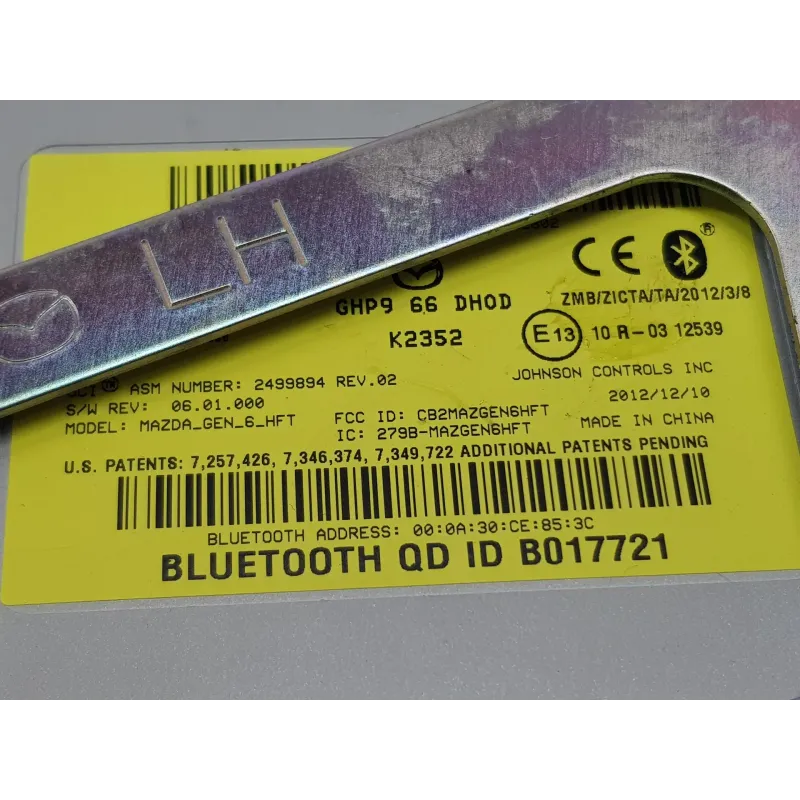 LH
CE
®
GHP9 66 DH0D
ZMB/ZICTA/TA/2012/3/8
K2352
E13 10 R-03 12539
ASM NUMBER: 2499894 REV.02
JOHNSON CONTROLS INC
S/W REV: 06.01.000
2012/12/10
MODEL: MAZDA_GEN_6_HFT
FCC ID: CB2MAZGEN6HFT
MADE IN CHINA
IC: 279B-MAZGEN6HFT
U.S. PATENTS: 7,257,426, 7,346,374, 7,349,722 ADDITIONAL PATENTS PENDING
BLUETOOTH ADDRESS: 00:0A:30:CE:85:3C
BLUETOOTH QD ID B017721